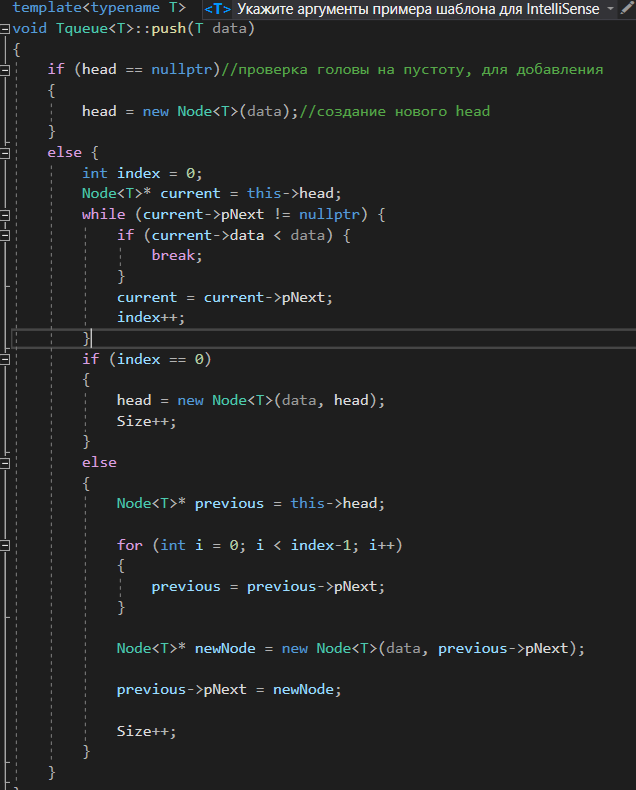 template<typename T> <T> Укажите аргументы примера шаблона для IntelliSense
void Tqueue<T>::push(T data)
{
    if (head == nullptr)//проверка головы на пустоту, для добавления
    {
        head = new Node<T>(data);//создание нового head
    }
    else {
        int index = 0;
        Node<T>* current = this->head;
        while (current->pNext != nullptr) {
            if (current->data < data) {
                break;
            }
            current = current->pNext;
            index++;
        }
        if (index == 0)
        {
            head = new Node<T>(data, head);
            Size++;
        }
        else
        {
            Node<T>* previous = this->head;

            for (int i = 0; i < index-1; i++)
            {
                previous = previous->pNext;
            }

            Node<T>* newNode = new Node<T>(data, previous->pNext);

            previous->pNext = newNode;

            Size++;
        }
    }
}